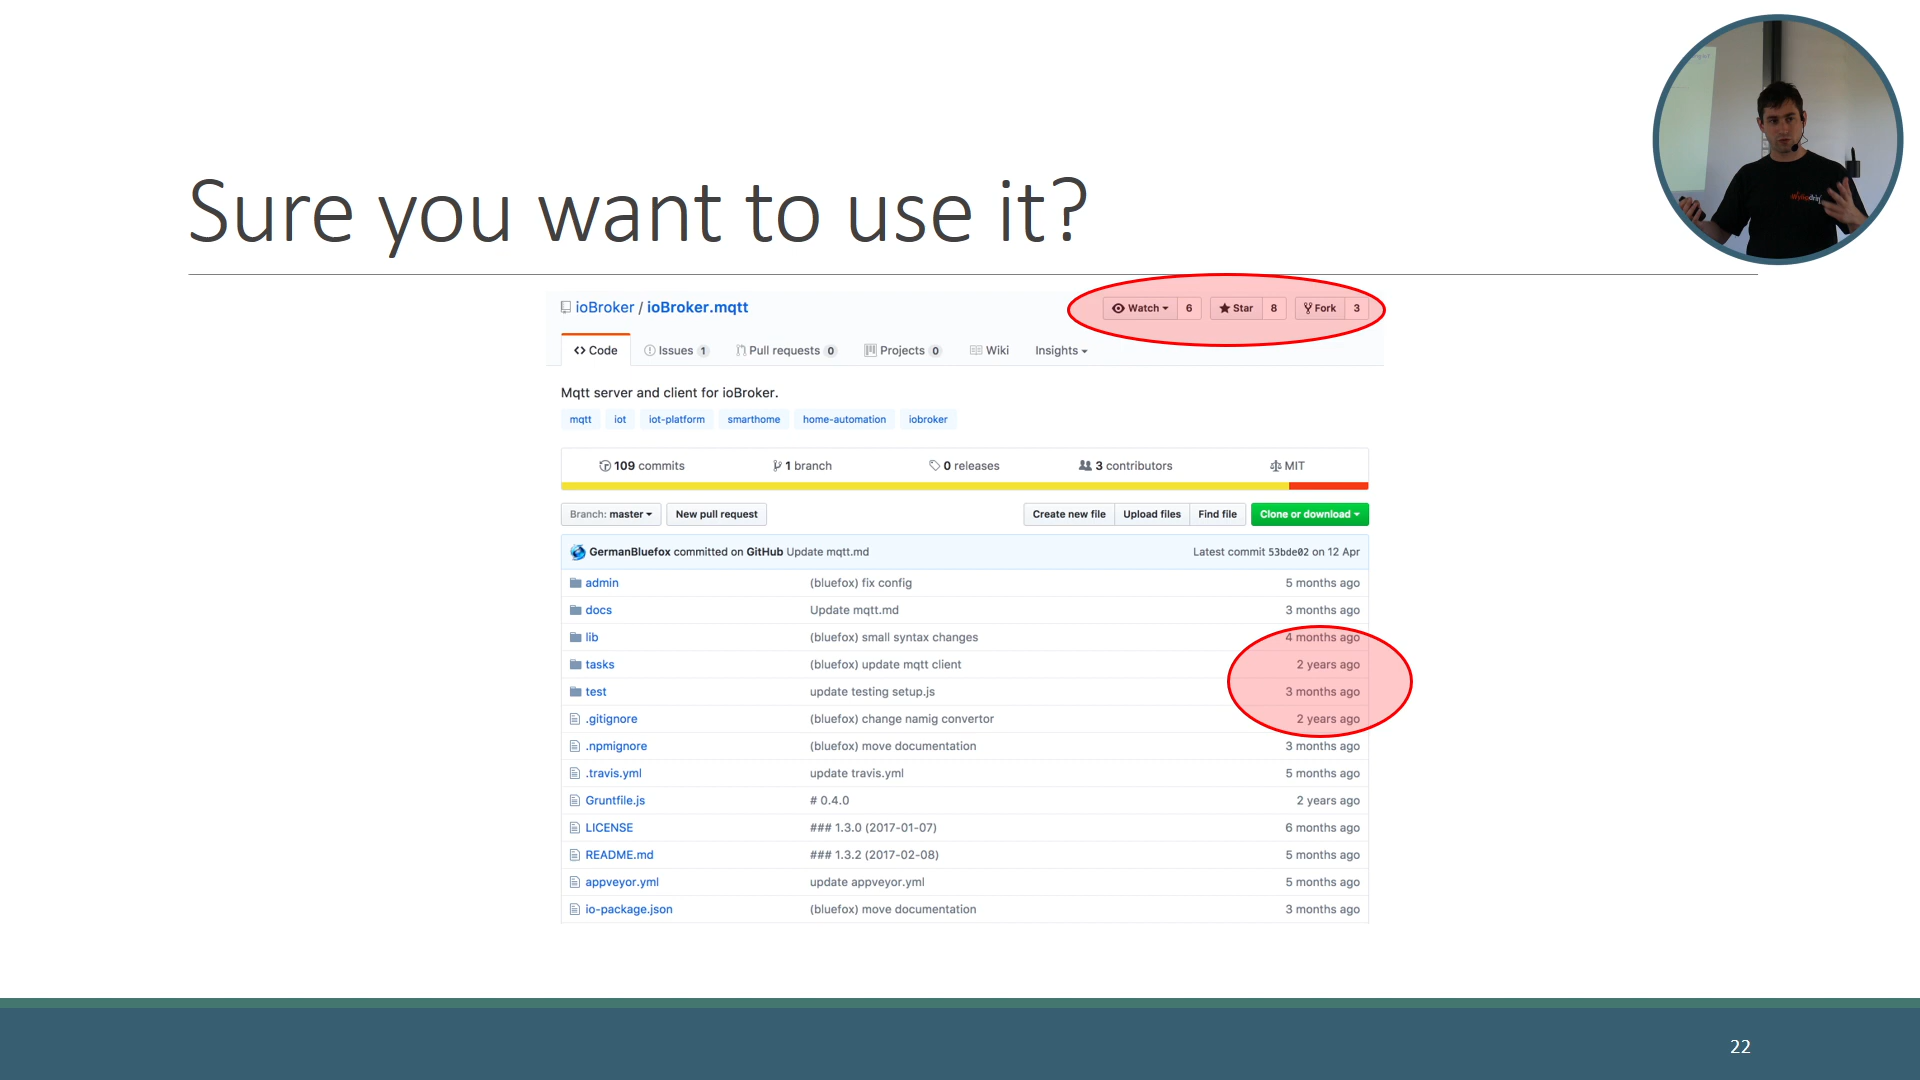 Sure you want to use it?
ioBroker / ioBroker.mqtt Watch 6 Star 8 Fork 3
Code Issues 1 Pull requests 0 Projects 0 Wiki Insights
Mqtt server and client for ioBroker.
mqtt iot iot-platform smarthome home-automation iobroker
109 commits 1 branch 0 releases 3 contributors MIT
Branch: master New pull request Create new file Upload files Find file Clone or download
GermanBluefox committed on GitHub Update mqtt.md Latest commit 53bde02 on 12 Apr
admin (bluefox) fix config 5 months ago
docs Update mqtt.md 3 months ago
lib (bluefox) small syntax changes 4 months ago
tasks (bluefox) update mqtt client 2 years ago
test update testing setup.js 3 months ago
.gitignore (bluefox) change namig convertor 2 years ago
.npmignore (bluefox) move documentation 3 months ago
.travis.yml update travis.yml 5 months ago
Gruntfile.js # 0.4.0 2 years ago
LICENSE ### 1.3.0 (2017-01-07) 6 months ago
README.md ### 1.3.2 (2017-02-08) 5 months ago
appveyor.yml update appveyor.yml 5 months ago
io-package.json (bluefox) move documentation 3 months ago
22